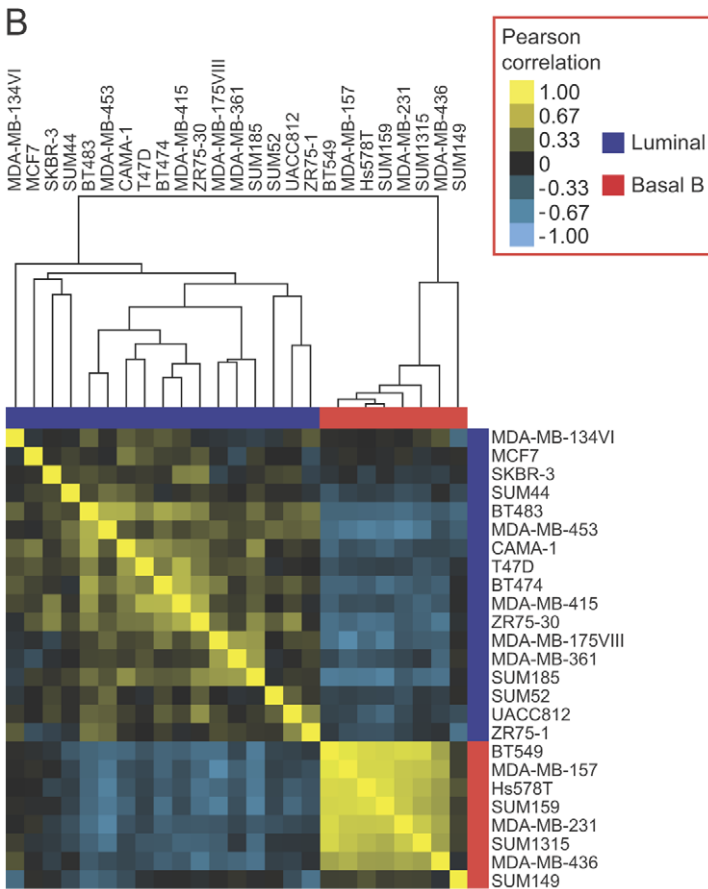 B
Pearson
correlation
1.00
0.67
0.33
0
-0.33
-0.67
-1.00
Luminal
Basal B
MDA-MB-134VI
MCF7
SKBR-3
SUM44
BT483
MDA-MB-453
CAMA-1
T47D
BT474
MDA-MB-415
ZR75-30
MDA-MB-175VIII
MDA-MB-361
SUM185
SUM52
UACC812
ZR75-1
BT549
MDA-MB-157
Hs578T
SUM159
MDA-MB-231
SUM1315
MDA-MB-436
SUM149
MDA-MB-134VI
MCF7
SKBR-3
SUM44
BT483
MDA-MB-453
CAMA-1
T47D
BT474
MDA-MB-415
ZR75-30
MDA-MB-175VIII
MDA-MB-361
SUM185
SUM52
UACC812
ZR75-1
BT549
MDA-MB-157
Hs578T
SUM159
MDA-MB-231
SUM1315
MDA-MB-436
SUM149